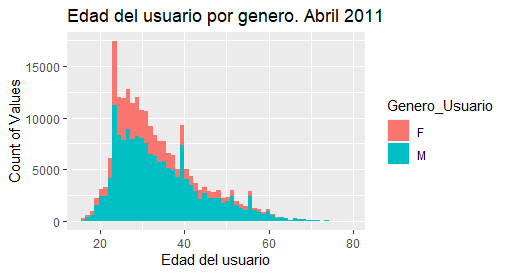 Edad del usuario por genero. Abril 2011
Count of Values
15000
10000
5000
0
20 40 60 80
Edad del usuario
Genero_Usuario
F
M